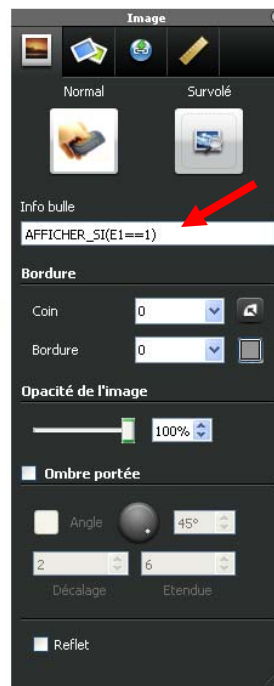 Image
Normal Survolé
Info bulle
AFFICHER_SI(E1==1)
Bordure
Coin 0
Bordure 0
Opacité de l'image
100%
Ombre portée
Angle 45°
2 6
Décalage Etendue
Reflet